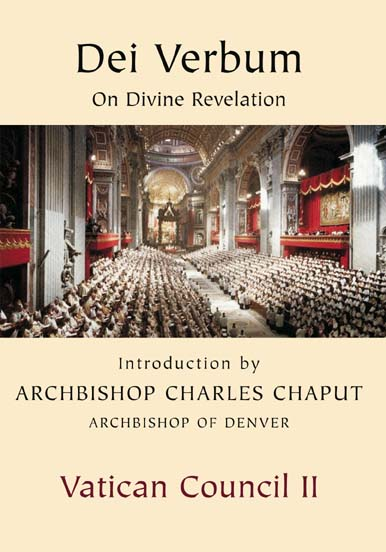 Dei Verbum
On Divine Revelation
Introduction by
ARCHBISHOP CHARLES CHAPUT
ARCHBISHOP OF DENVER
Vatican Council II